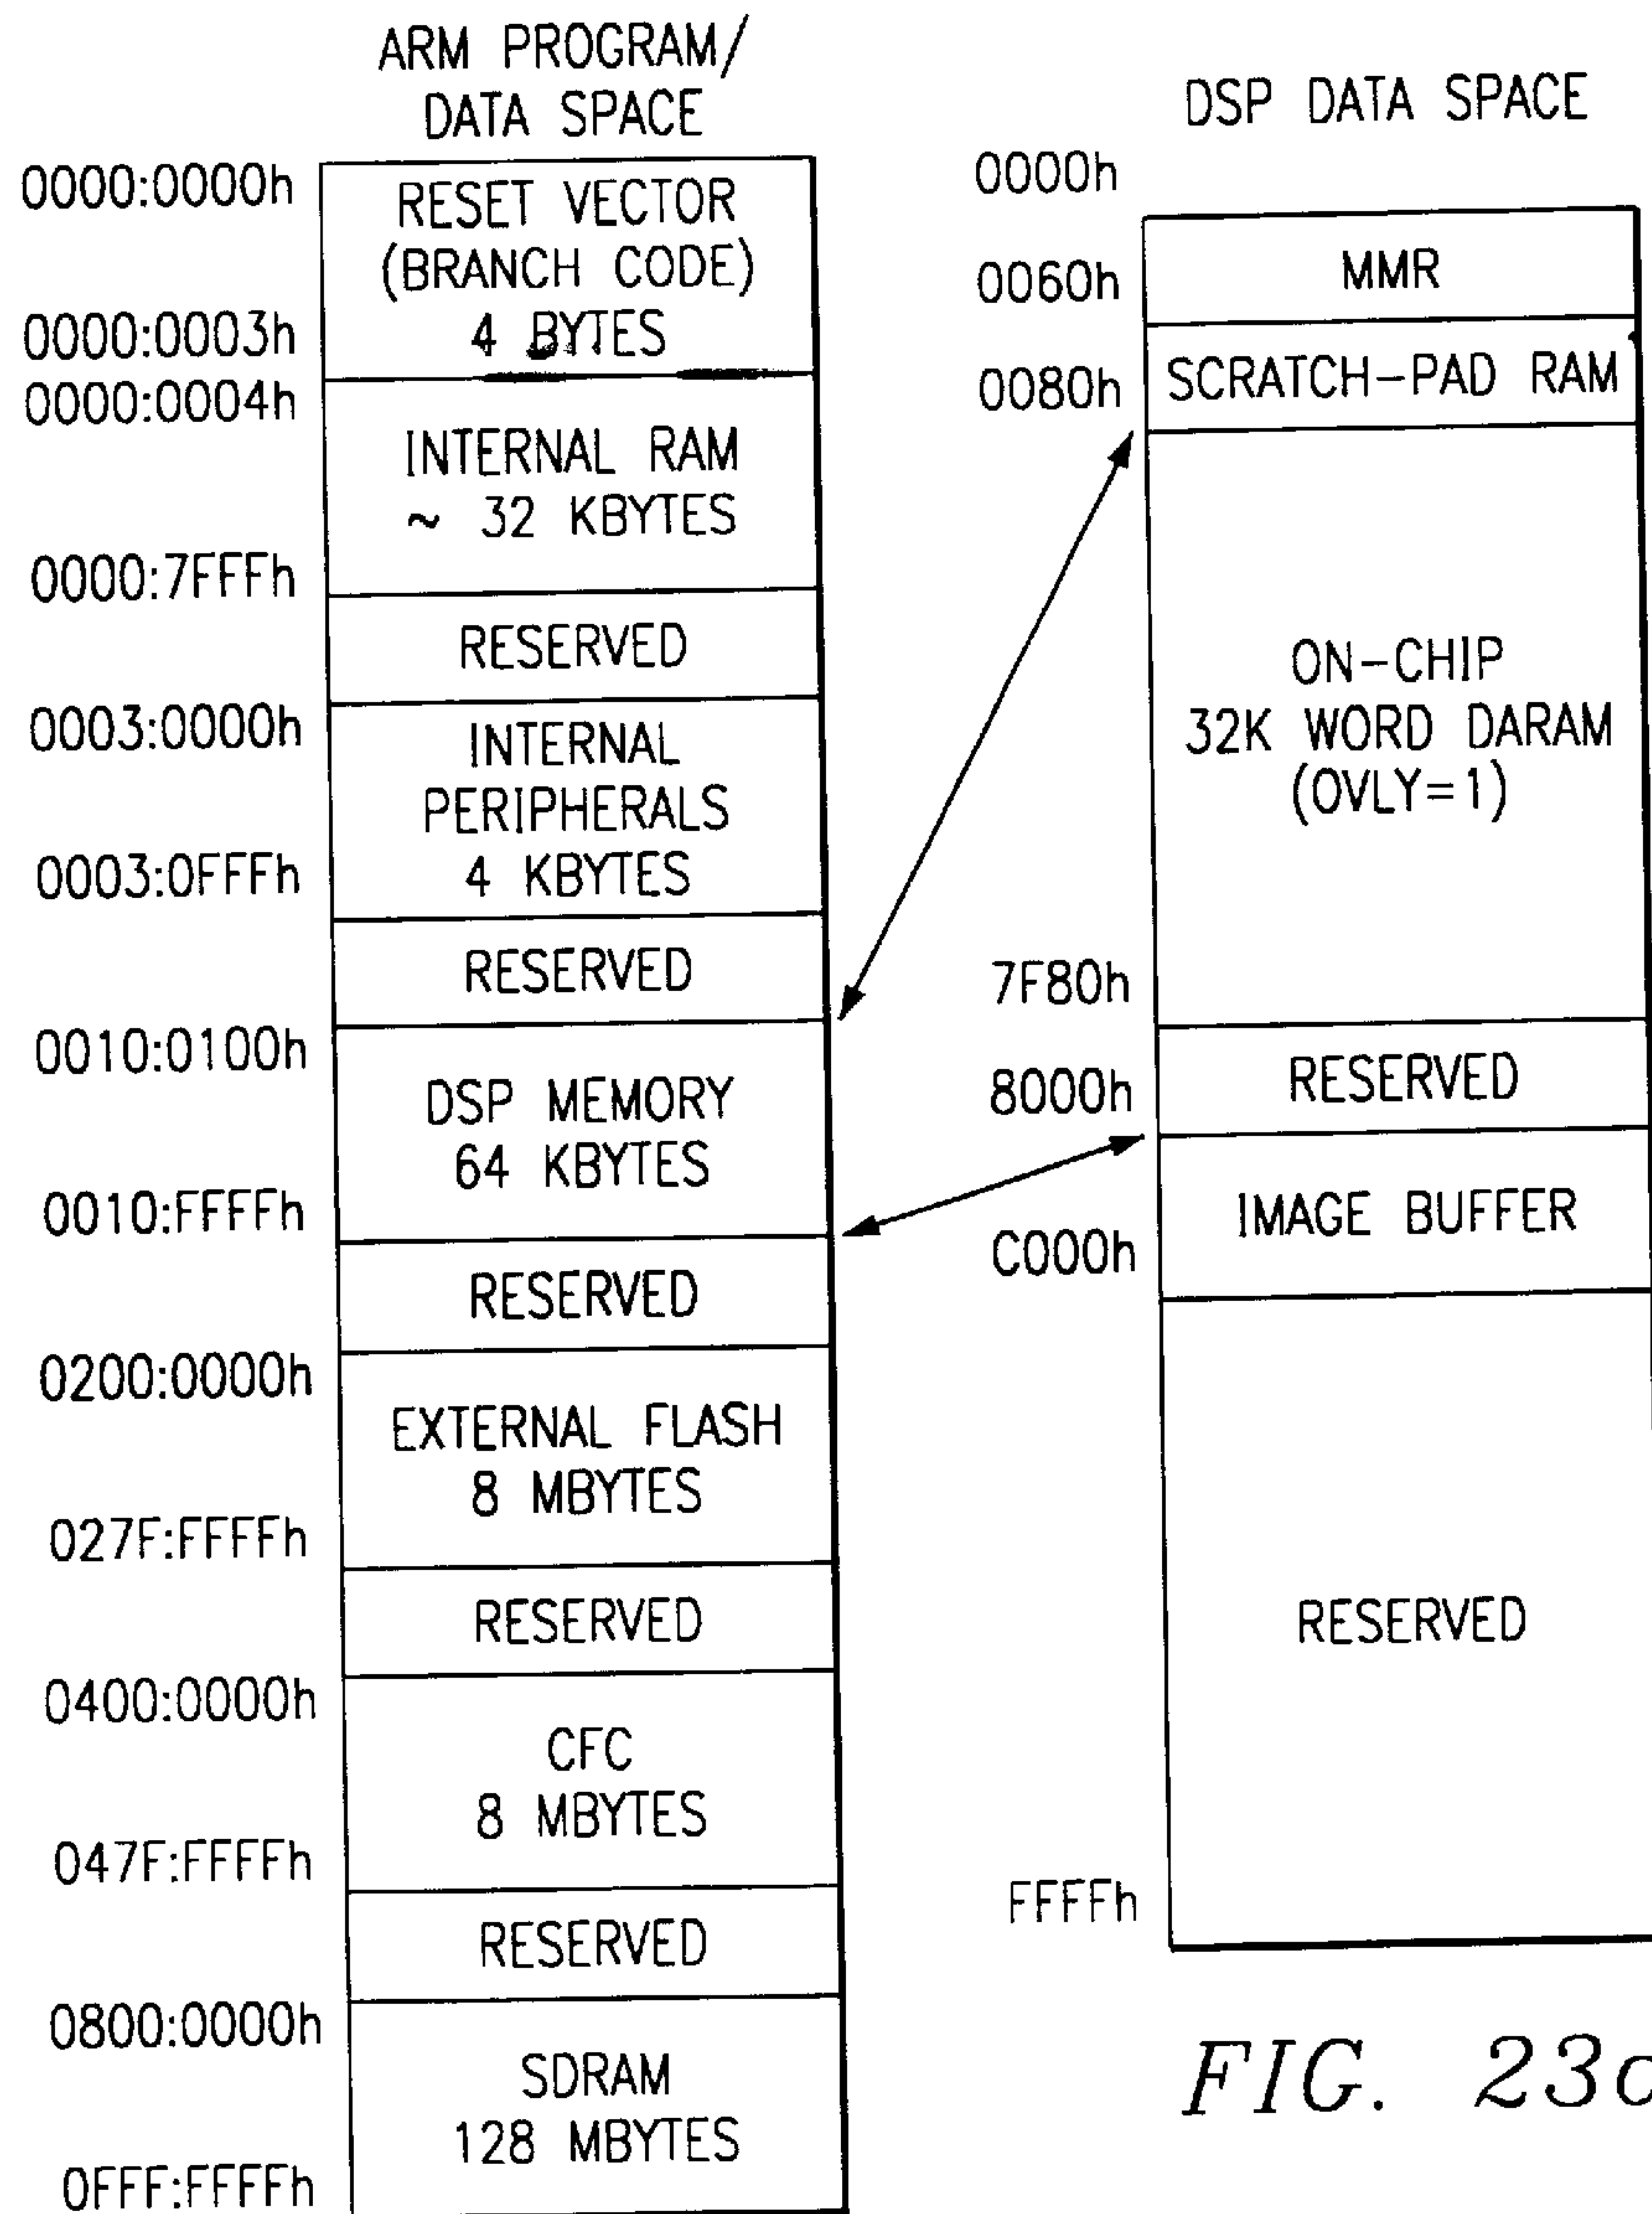 ARM PROGRAM/
DATA SPACE
0000:0000h
RESET VECTOR
(BRANCH CODE)
4 BYTES
0000:0003h
0000:0004h
INTERNAL RAM
~ 32 KBYTES
0000:7FFFh
RESERVED
0003:0000h
INTERNAL
PERIPHERALS
4 KBYTES
0003:0FFFh
RESERVED
0010:0100h
DSP MEMORY
64 KBYTES
0010:FFFFh
RESERVED
0200:0000h
EXTERNAL FLASH
8 MBYTES
027F:FFFFh
RESERVED
0400:0000h
CFC
8 MBYTES
047F:FFFFh
RESERVED
0800:0000h
SDRAM
128 MBYTES
0FFF:FFFFh
DSP DATA SPACE
0000h
MMR
0060h
SCRATCH-PAD RAM
0080h
ON-CHIP
32K WORD DARAM
(OVLY=1)
7F80h
RESERVED
8000h
IMAGE BUFFER
C000h
RESERVED
FFFFh
FIG. 23